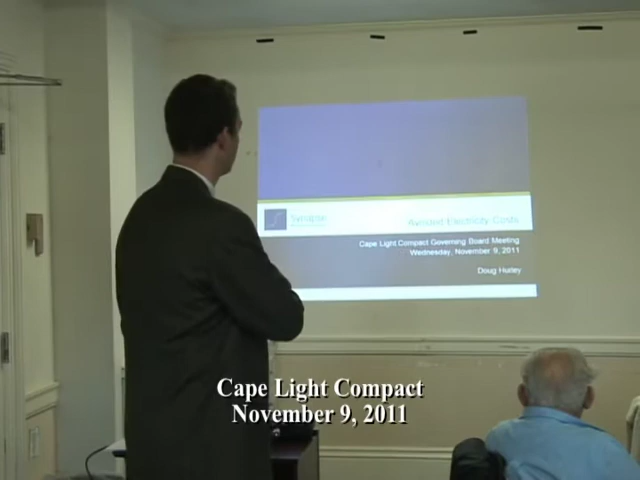 Synapse
Avoided Electricity Costs
Cape Light Compact Governing Board Meeting
Wednesday, November 9, 2011
Doug Hurley
Cape Light Compact
November 9, 2011